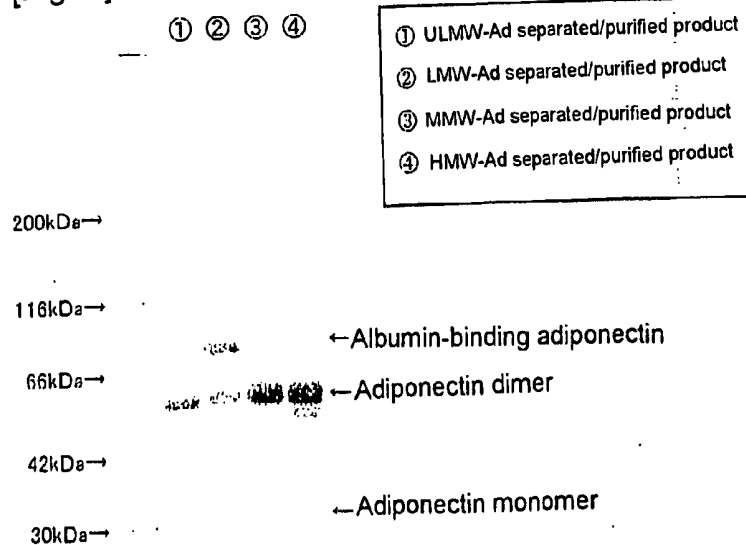 ① ② ③ ④
① ULMW-Ad separated/purified product
② LMW-Ad separated/purified product
③ MMW-Ad separated/purified product
④ HMW-Ad separated/purified product
200kDa→
116kDa→
←Albumin-binding adiponectin
66kDa→
←Adiponectin dimer
42kDa→
←Adiponectin monomer
30kDa→